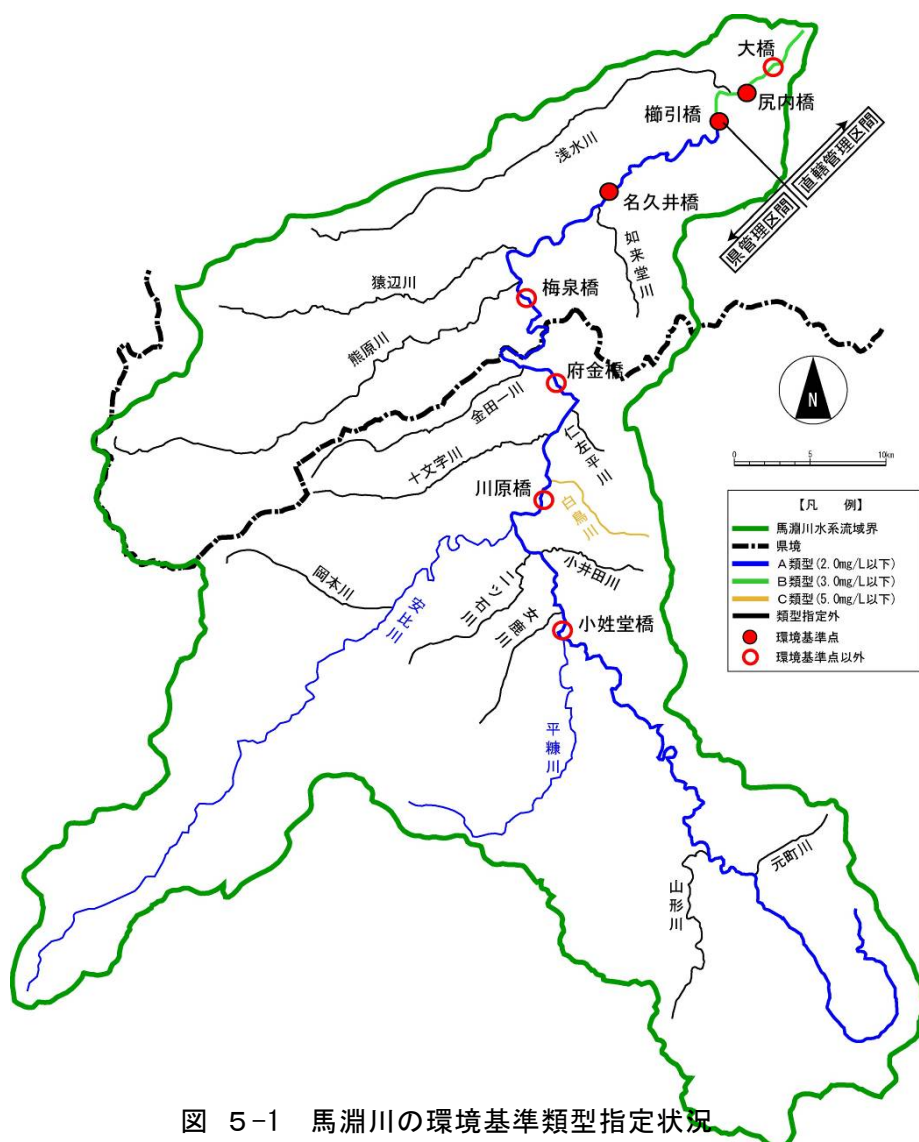 大橋
尻内橋
櫛引橋
直轄管理区間
県管理区間
浅水川
名久井橋
如来堂川
猿辺川
梅泉橋
熊原川
府金橋
金田一川
N
仁左平川
十文字川
0 5 10km
川原橋
白鳥川
【凡 例】
馬淵川水系流域界
県境
A類型(2.0mg/L以下)
B類型(3.0mg/L以下)
C類型(5.0mg/L以下)
類型指定外
環境基準点
環境基準点以外
岡本川
小井田川
二ツ石川
安比川
女鹿川
小姓堂橋
平糠川
元町川
山形川
図 5-1 馬淵川の環境基準類型指定状況